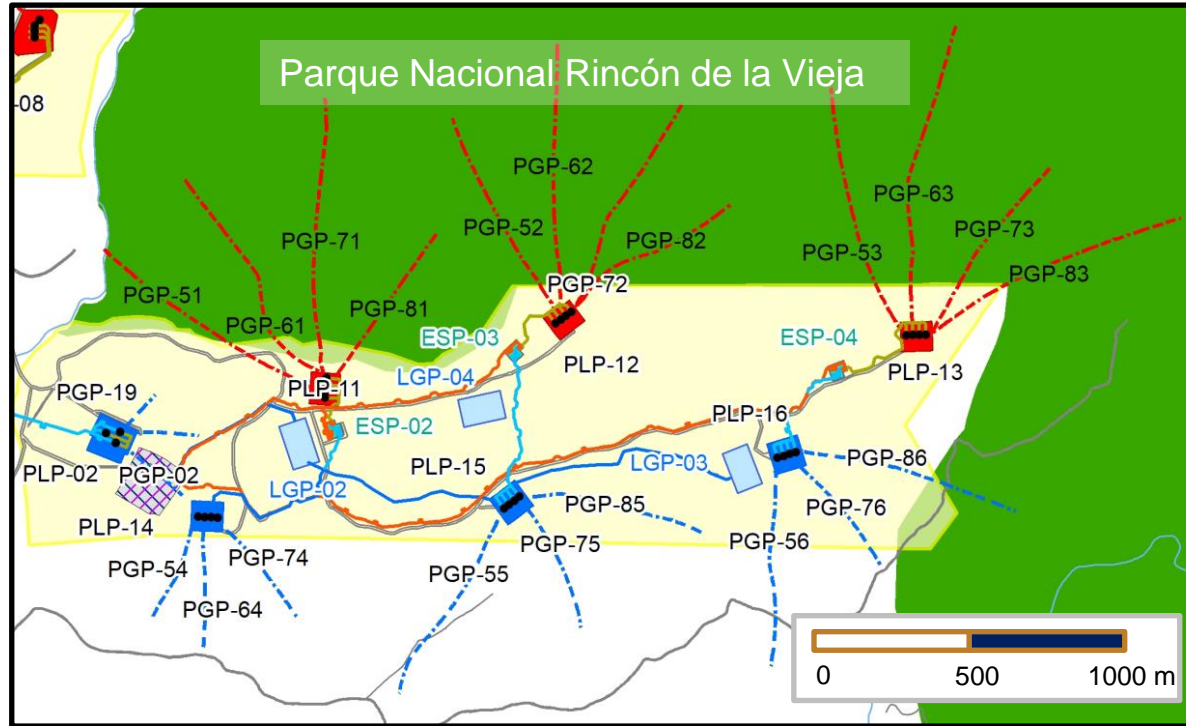 Parque Nacional Rincón de la Vieja
-08
PGP-62
PGP-52
PGP-63
PGP-71
PGP-82
PGP-73
PGP-53
PGP-83
PGP-51
PGP-72
PGP-81
PGP-61
ESP-03
ESP-04
PLP-12
PLP-13
LGP-04
PLP-11
PGP-19
PLP-16
ESP-02
PLP-02
PGP-02
PLP-15
LGP-03
PGP-86
LGP-02
PGP-85
PGP-76
PLP-14
PGP-75
PGP-56
PGP-74
PGP-54
PGP-55
PGP-64
0 500 1000 m